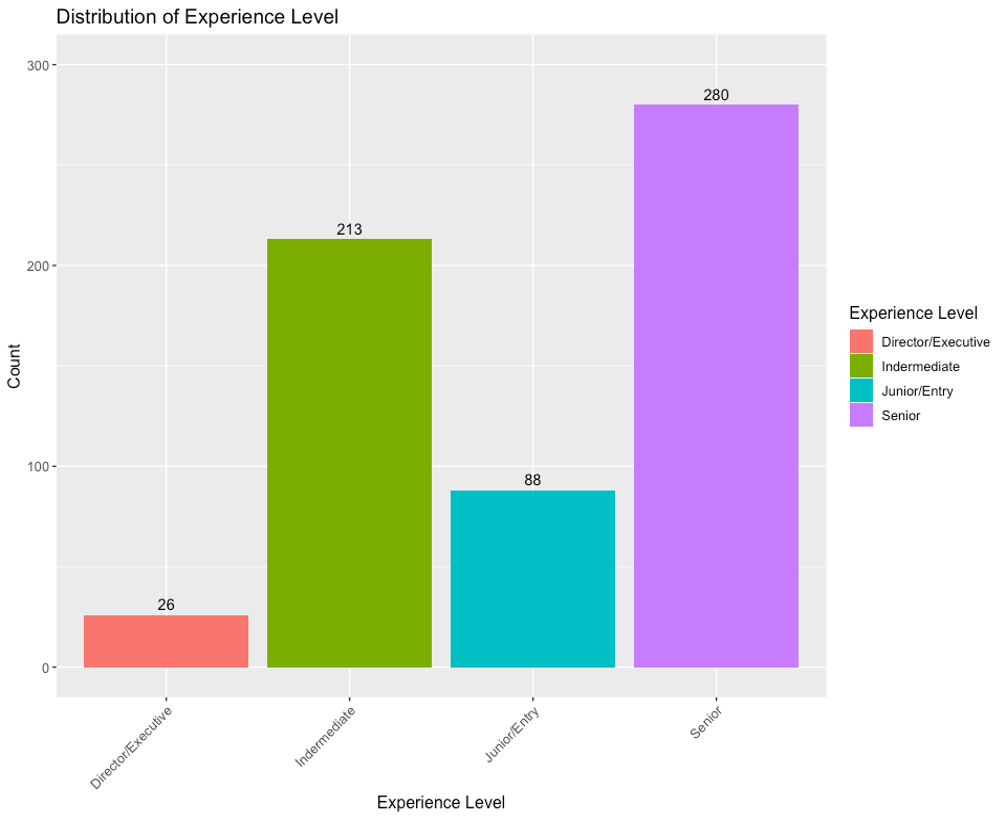 Distribution of Experience Level
300
200
100
0
Count
26
213
88
280
Director/Executive
Indermediate
Junior/Entry
Senior
Experience Level
Experience Level
Director/Executive
Indermediate
Junior/Entry
Senior